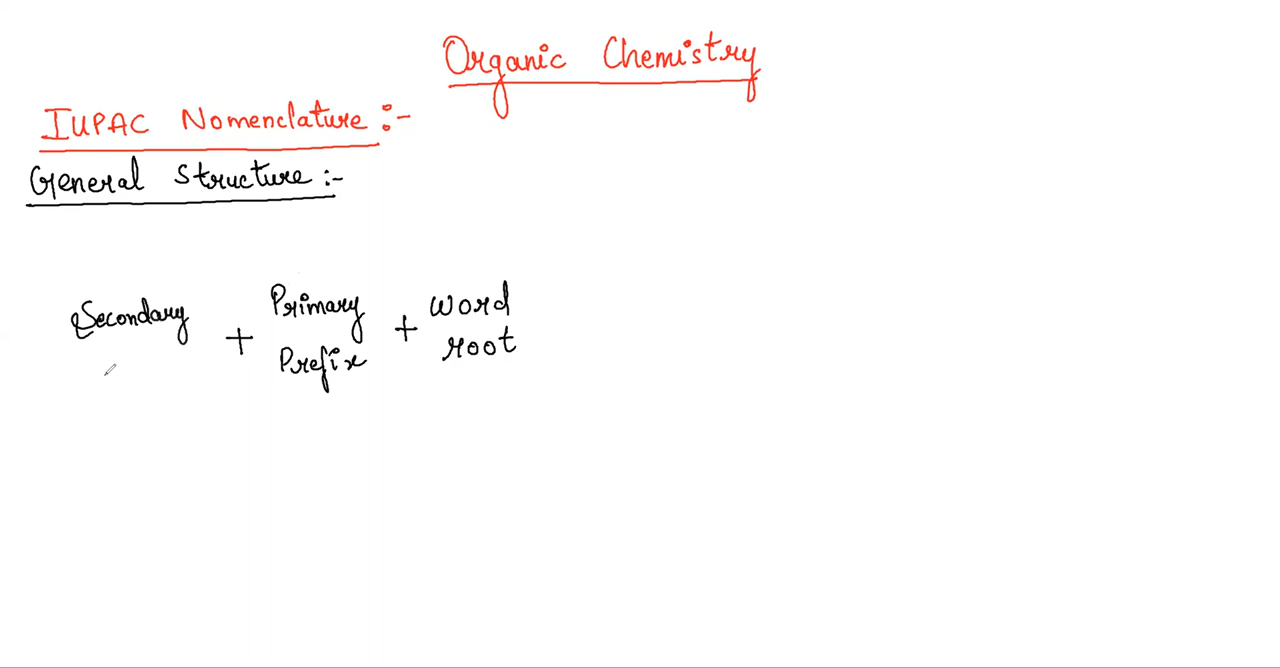 Organic Chemistry
IUPAC Nomenclature :-
General Structure :-
Secondary + Primary Prefix + Word root